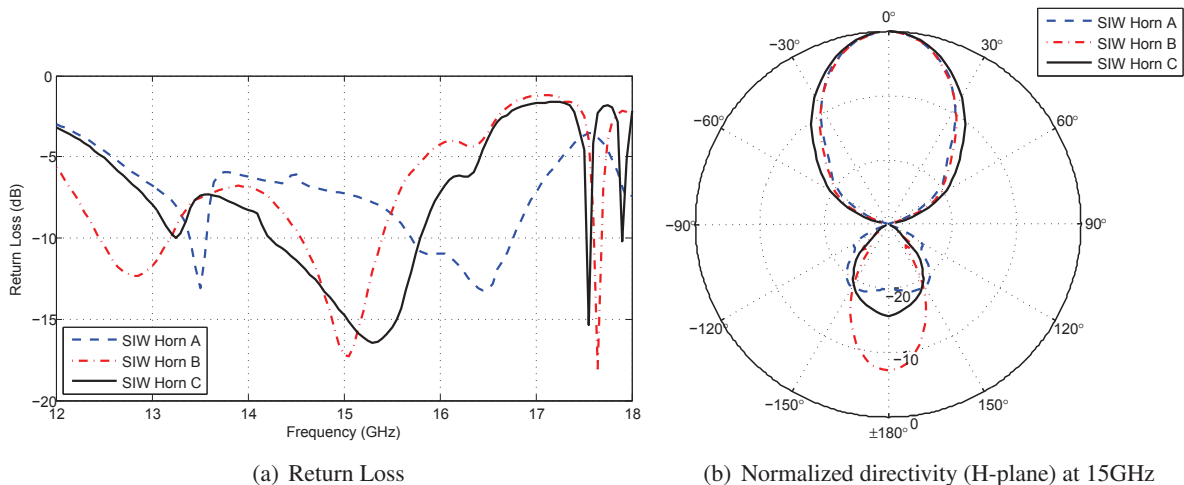 0
−5
−10
−15
−20
Return Loss (dB)
SIW Horn A
SIW Horn B
SIW Horn C
12 13 14 15 16 17 18
Frequency (GHz)
(a) Return Loss
0°
−30°
30°
−60°
60°
−90°
90°
−120°
120°
−150°
150°
±180°
−20
−10
0
SIW Horn A
SIW Horn B
SIW Horn C
(b) Normalized directivity (H-plane) at 15GHz